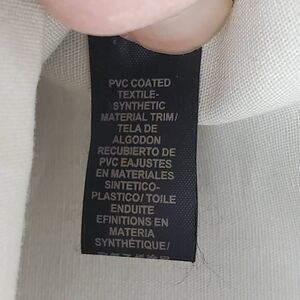 PVC COATED
TEXTILE-
SYNTHETIC
MATERIAL TRIM/
TELA DE
ALGODON
RECUBIERTO DE
PVC EAJUSTES
EN MATERIALES
SINTETICO-
PLASTICO/ TOILE
ENDUITE
EFINITIONS EN
MATERIA
SYNTHÉTIQUE/